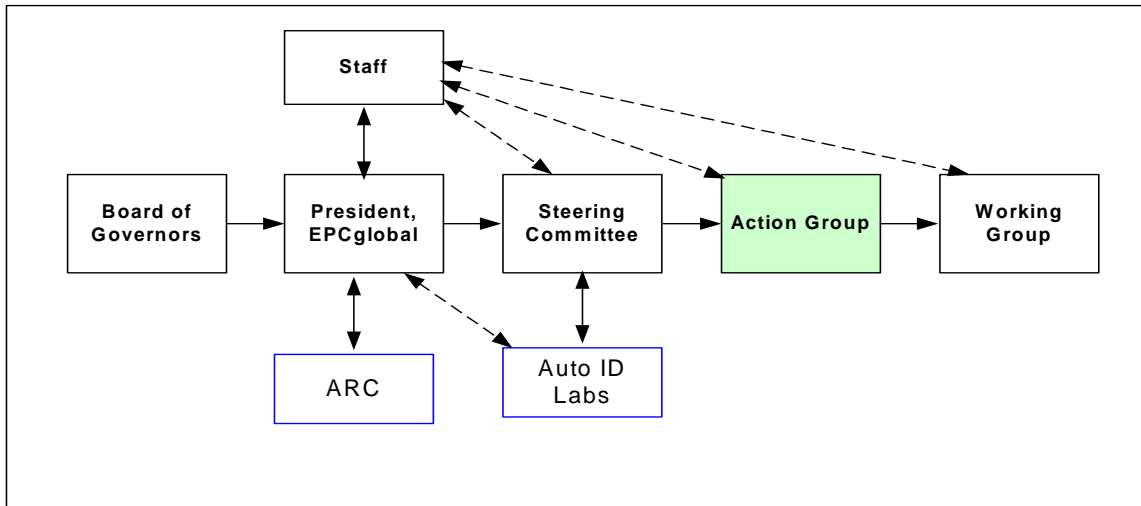 Staff
Board of
Governors
President,
EPCglobal
Steering
Committee
Action Group
Working
Group
ARC
Auto ID
Labs